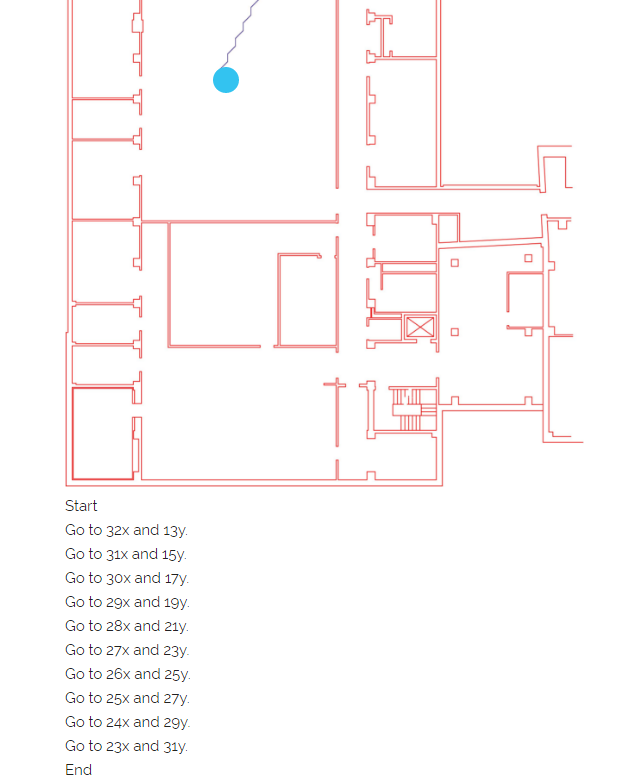 Start
Go to 32x and 13y.
Go to 31x and 15y.
Go to 30x and 17y.
Go to 29x and 19y.
Go to 28x and 21y.
Go to 27x and 23y.
Go to 26x and 25y.
Go to 25x and 27y.
Go to 24x and 29y.
Go to 23x and 31y.
End